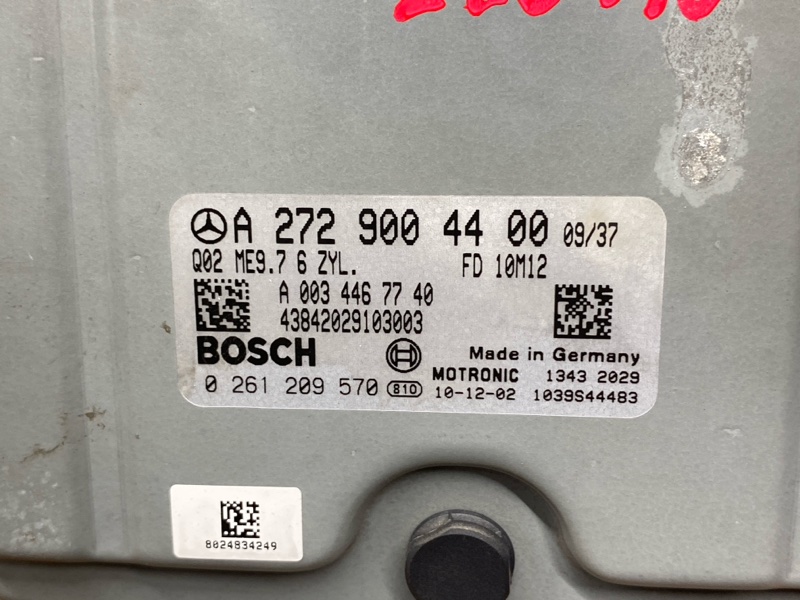 A 272 900 44 00 09/37
Q02 ME9.7 6 ZYL. FD 10M12
A 003 446 77 40
43842029103003
BOSCH
Made in Germany
MOTRONIC 1343 2029
0 261 209 570 810 10-12-02 1039S44483
8024834249